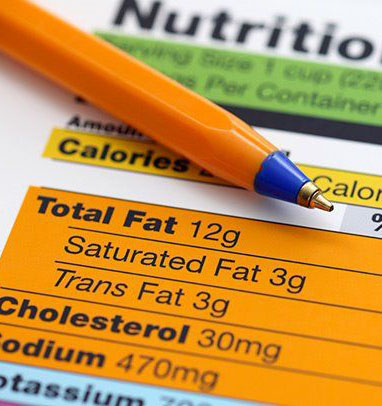 Nutritio
Serving Size 1 cup (22
Per Container
Amoun
Calories Calor
%
Total Fat 12g
Saturated Fat 3g
Trans Fat 3g
Cholesterol 30mg
odium 470mg
otassium